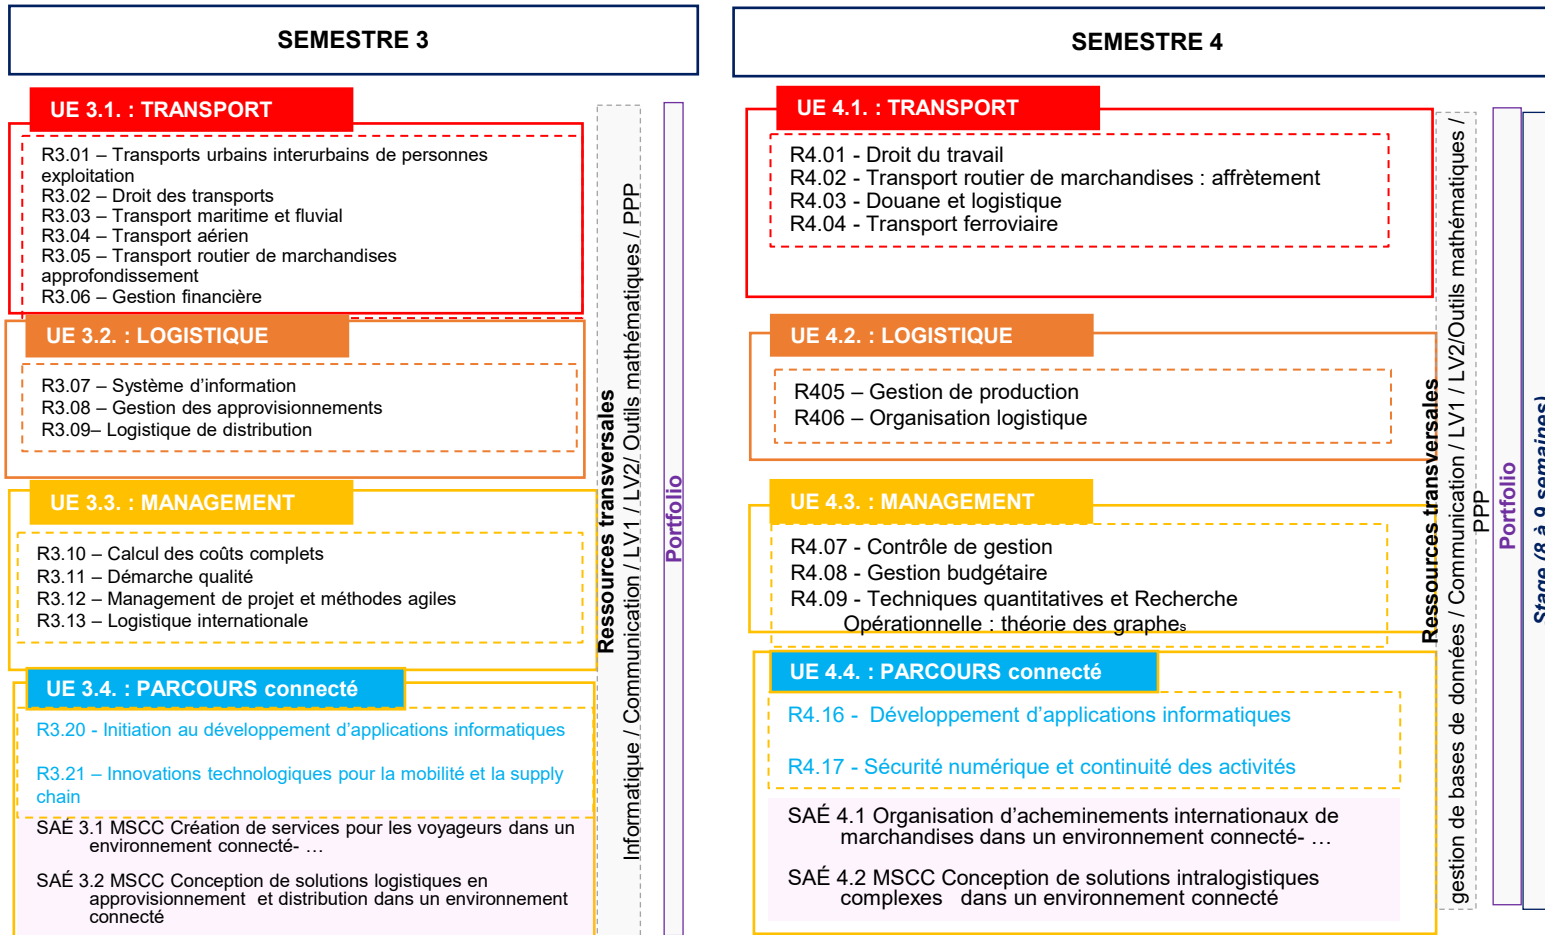 SEMESTRE 3
UE 3.1. : TRANSPORT
R3.01 – Transports urbains interurbains de personnes
exploitation
R3.02 – Droit des transports
R3.03 – Transport maritime et fluvial
R3.04 – Transport aérien
R3.05 – Transport routier de marchandises
approfondissement
R3.06 – Gestion financière
UE 3.2. : LOGISTIQUE
R3.07 – Système d’information
R3.08 – Gestion des approvisionnements
R3.09– Logistique de distribution
UE 3.3. : MANAGEMENT
R3.10 – Calcul des coûts complets
R3.11 – Démarche qualité
R3.12 – Management de projet et méthodes agiles
R3.13 – Logistique internationale
UE 3.4. : PARCOURS connecté
R3.20 - Initiation au développement d’applications informatiques
R3.21 – Innovations technologiques pour la mobilité et la supply
chain
SAÉ 3.1 MSCC Création de services pour les voyageurs dans un
environnement connecté- …
SAÉ 3.2 MSCC Conception de solutions logistiques en
approvisionnement et distribution dans un environnement
connecté
Ressources transversales
Informatique / Communication / LV1 / LV2/ Outils mathématiques / PPP
Portfolio
SEMESTRE 4
UE 4.1. : TRANSPORT
R4.01 - Droit du travail
R4.02 - Transport routier de marchandises : affrètement
R4.03 - Douane et logistique
R4.04 - Transport ferroviaire
UE 4.2. : LOGISTIQUE
R405 – Gestion de production
R406 – Organisation logistique
UE 4.3. : MANAGEMENT
R4.07 - Contrôle de gestion
R4.08 - Gestion budgétaire
R4.09 - Techniques quantitatives et Recherche
Opérationnelle : théorie des graphes
UE 4.4. : PARCOURS connecté
R4.16 - Développement d’applications informatiques
R4.17 - Sécurité numérique et continuité des activités
SAÉ 4.1 Organisation d’acheminements internationaux de
marchandises dans un environnement connecté- …
SAÉ 4.2 MSCC Conception de solutions intralogistiques
complexes dans un environnement connecté
Ressources transversales
gestion de bases de données / Communication / LV1 / LV2/Outils mathématiques /
PPP
Portfolio
Stage (8 à 9 semaines)